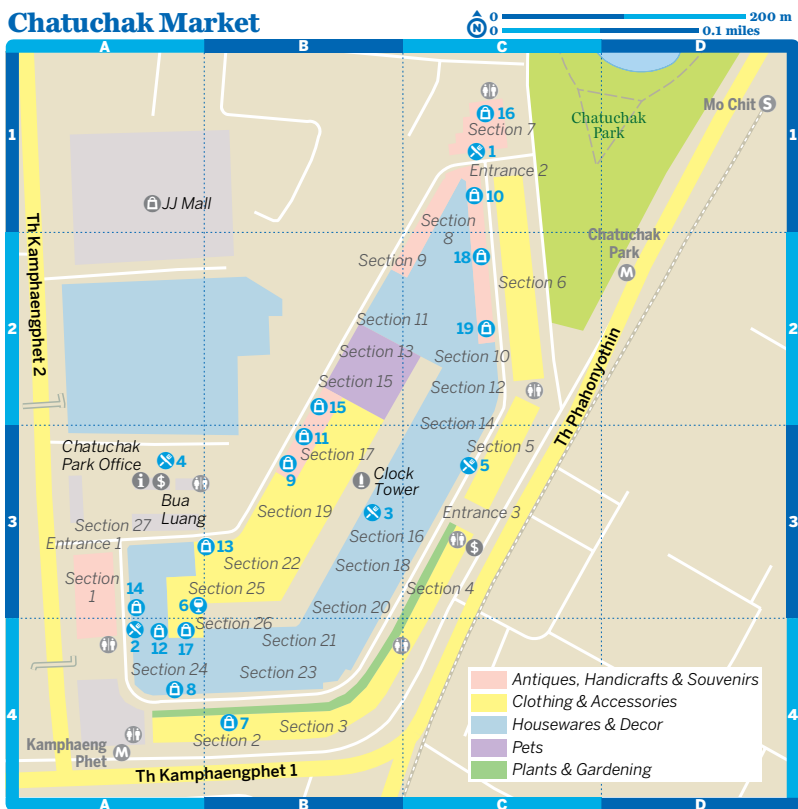 Chatuchak Market
0 200 m
N 0 0.1 miles
A B C D
1
16
Section 7
1
Entrance 2
10
Chatuchak
Park
Mo Chit S
1
JJ Mall
Section
8
Section 9
18
Section 6
Chatuchak
Park
M
Th Kamphaengphet 2
2
Section 11
19
2
Section 13
Section 10
Section 15
Section 12
15
Section 14
Th Phahonyothin
11
Section 17
Section 5
Chatuchak
Park Office
4
9
Clock
Tower
5
i $
Bua
Luang
3
Section 19
3
Entrance 3
3
Section 27
Entrance 1
Section 16
$
13
Section 22
Section 18
Section
1
14
Section 25
Section 4
6
Section 26
Section 20
2 12 17
Section 21
Section 24
Section 23
8
Antiques, Handicrafts & Souvenirs
Clothing & Accessories
Housewares & Decor
Pets
Plants & Gardening
4
7
Section 3
4
Section 2
Kamphaeng
Phet
M
Th Kamphaengphet 1
A B C D